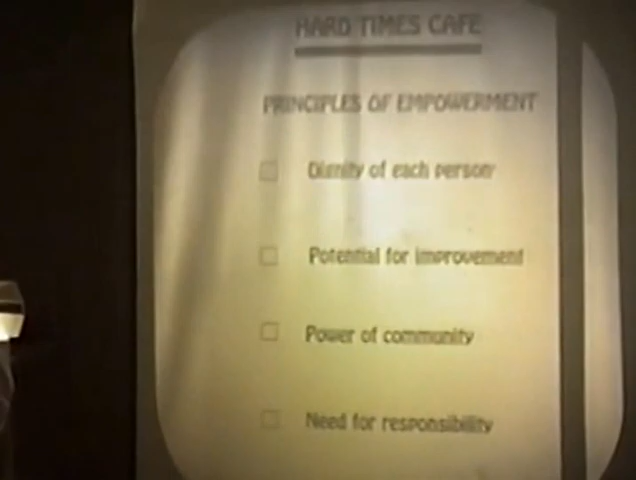 HARD TIMES CAFE
PRINCIPLES OF EMPOWERMENT
Dignity of each person
Potential for improvement
Power of community
Need for responsibility